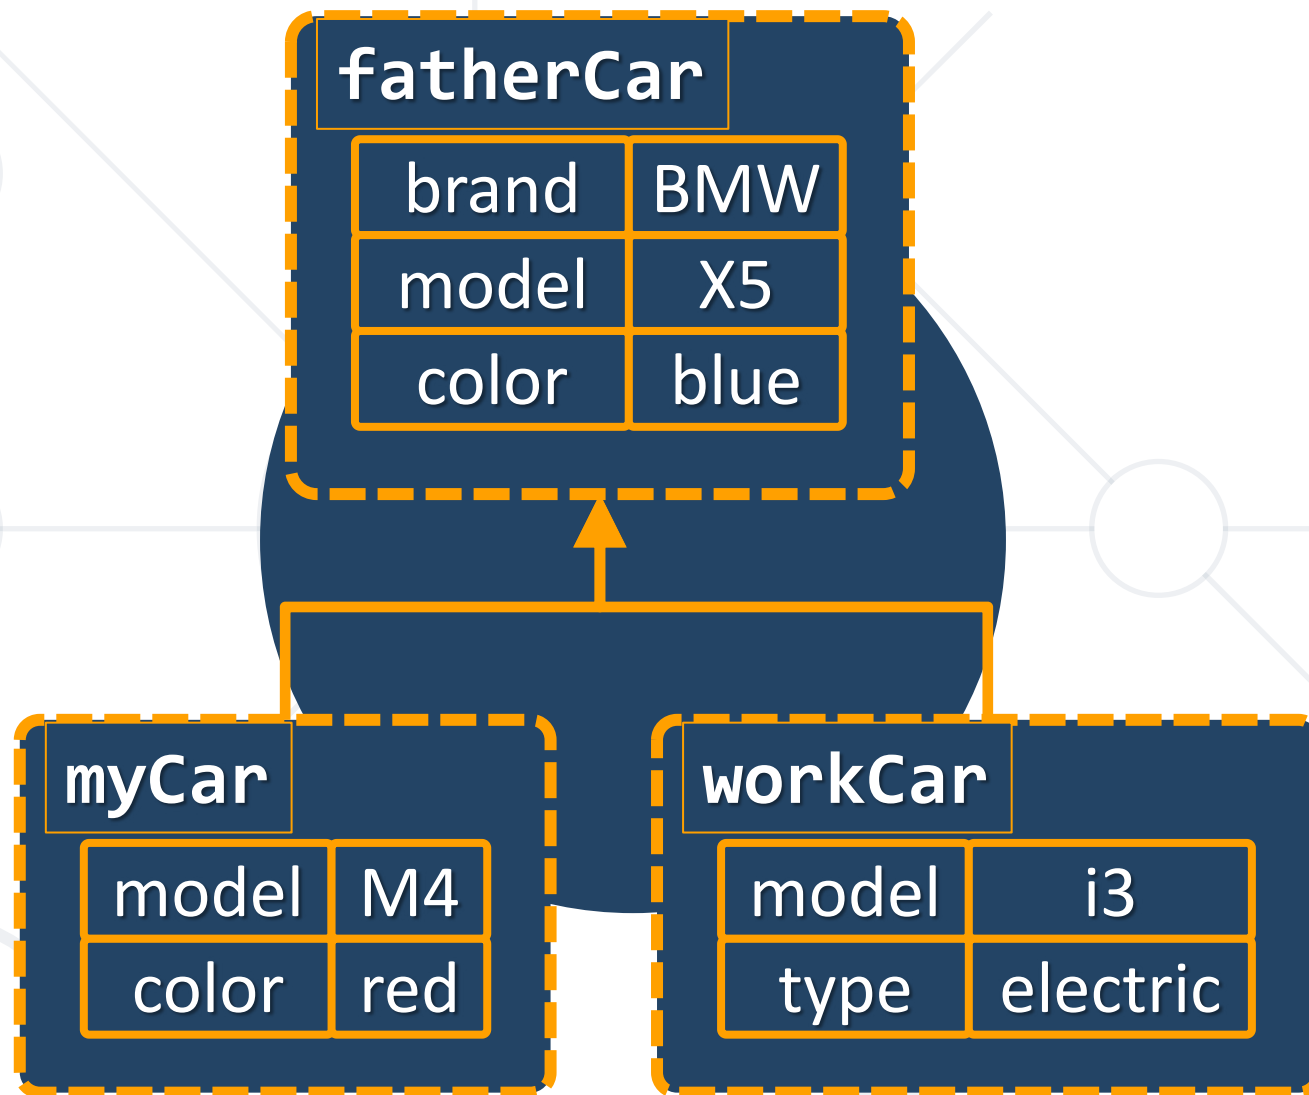 fatherCar
brand BMW
model X5
color blue
myCar
model M4
color red
workCar
model i3
type electric